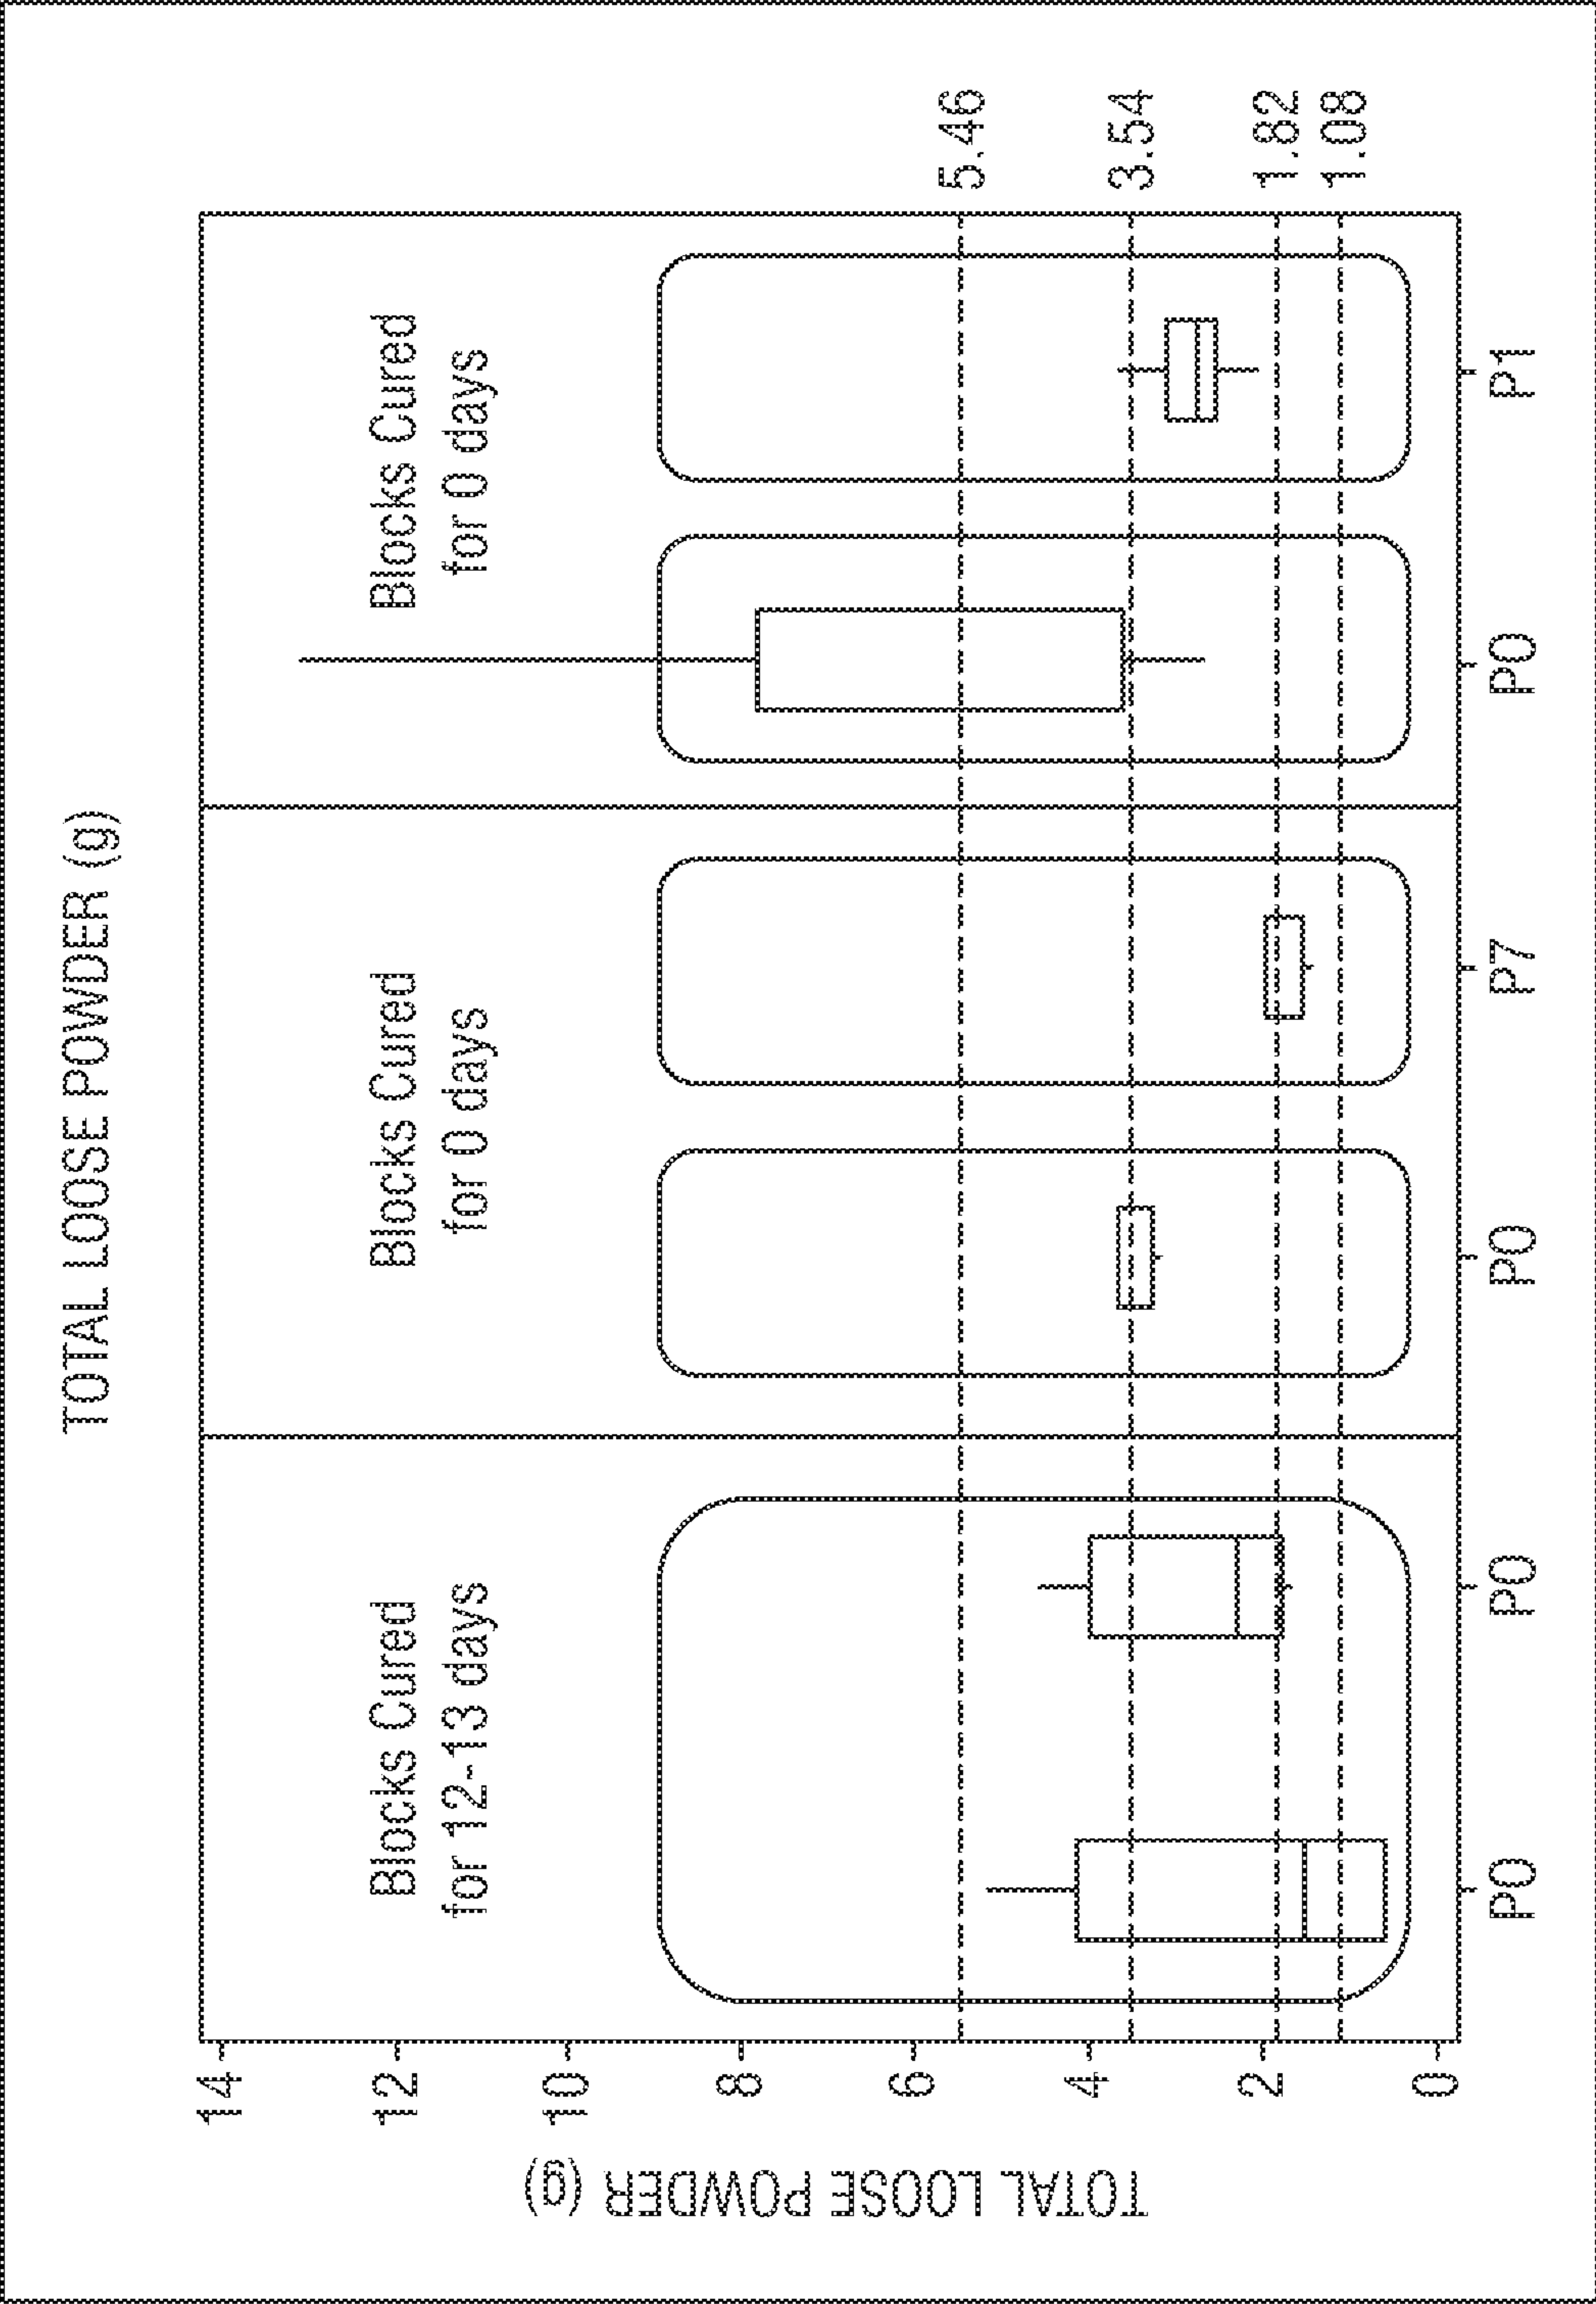 TOTAL LOOSE POWDER (g)
Blocks Cured
for 12-13 days
Blocks Cured
for 0 days
Blocks Cured
for 0 days
TOTAL LOOSE POWDER (g)
14
12
10
8
6
4
2
0
5.46
3.54
1.82
1.08
P0
P0
P0
P7
P0
P1